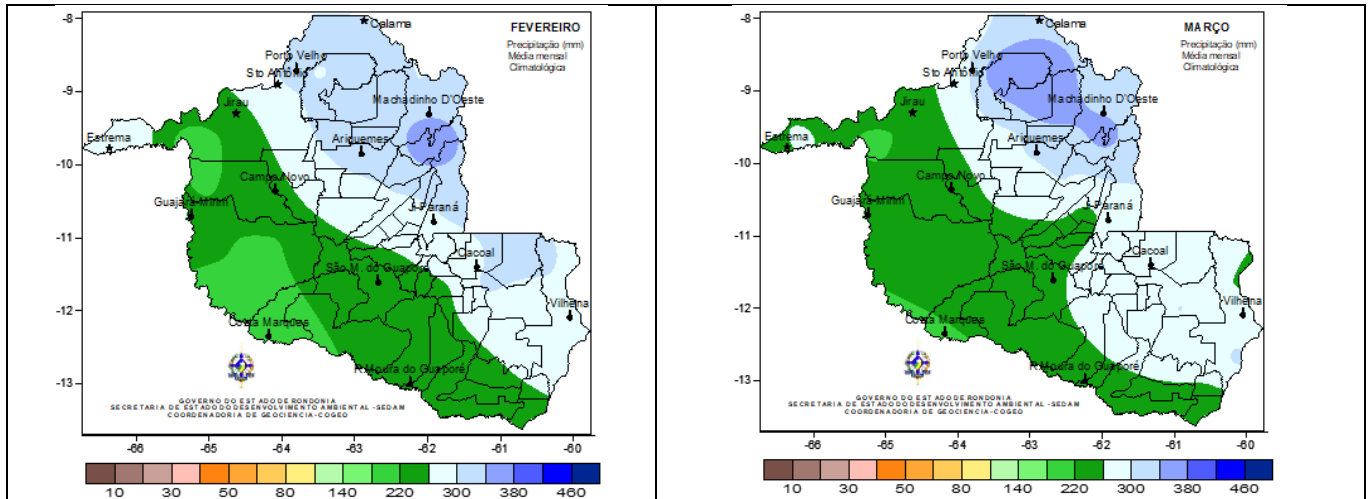 FEVEREIRO
Precipitação (mm)
Média mensal
Climatológica
-8
-9
-10
-11
-12
-13
Calama
Porto Velho
Sto Antônio
Jirau
Machadinho D'Oeste
Estrema
Ariquemes
Campo Novo
Guajará-Mirim
Ji-Paraná
Cacoal
São M. do Guaporé
Vilhena
Costa Marques
R.Moura do Guaporé
GOVERNO DO ESTADO DE RONDONIA
SECRETARIA DE ESTADO DO DESENVOLVIMENTO AMBIENTAL -SEDAM
COORDENADORIA DE GEOCIENCIA-COGEO
-66 -65 -64 -63 -62 -61 -60
10 30 50 80 140 220 300 380 460
MARÇO
Precipitação (mm)
Média mensal
Climatológica
-8
-9
-10
-11
-12
-13
Calama
Porto Velho
Sto Antônio
Jirau
Machadinho D'Oeste
Estrema
Ariquemes
Campo Novo
Guajará-Mirim
Ji-Paraná
Cacoal
São M. do Guaporé
Vilhena
Costa Marques
R.Moura do Guaporé
GOVERNO DO ESTADO DE RONDONIA
SECRETARIA DE ESTADO DO DESENVOLVIMENTO AMBIENTAL -SEDAM
COORDENADORIA DE GEOCIENCIA-COGEO
-66 -65 -64 -63 -62 -61 -60
10 30 50 80 140 220 300 380 460